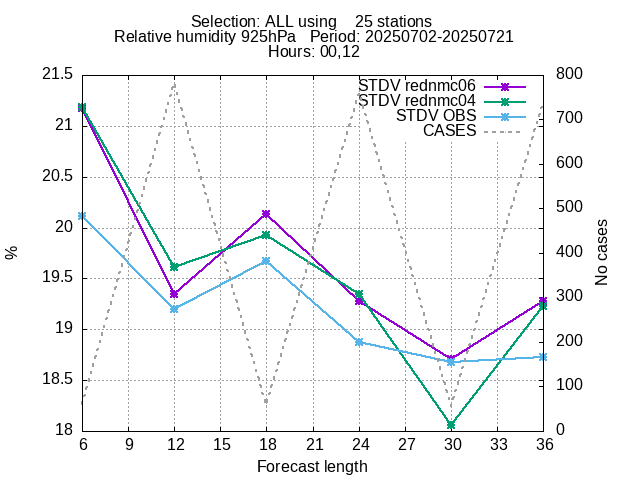 Selection: ALL using    25 stations
Relative humidity 925hPa   Period: 20250702-20250721
Hours: 00,12
STDV rednmc06
STDV rednmc04
STDV OBS
CASES
21.5
21
20.5
20
19.5
19
18.5
18
%
800
700
600
500
400
300
200
100
0
No cases
6 9 12 15 18 21 24 27 30 33 36
Forecast length